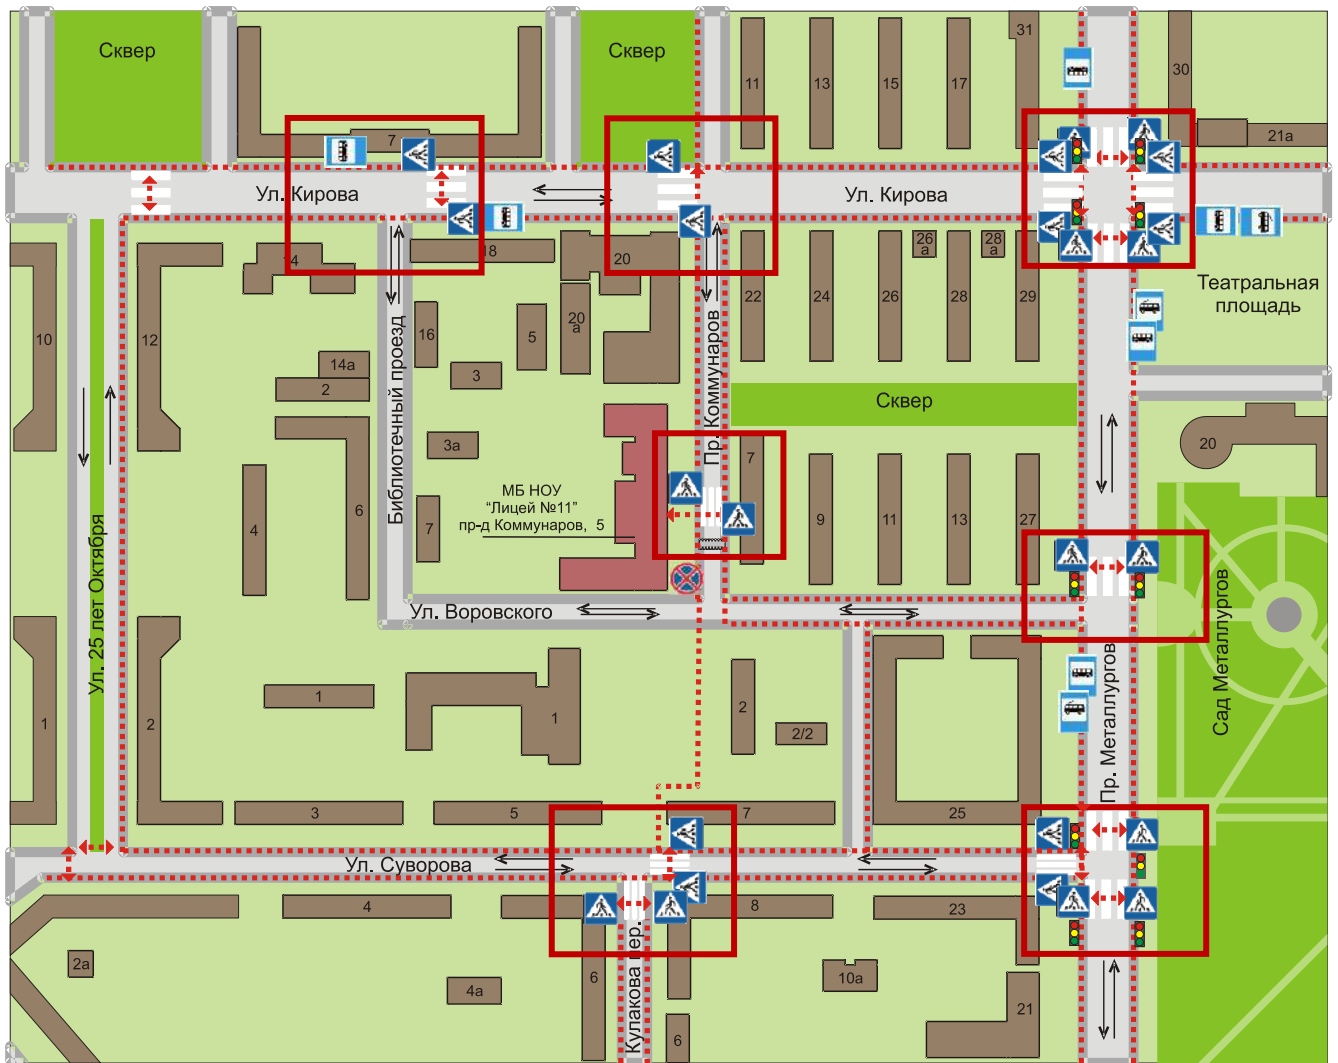 Сквер
Сквер
11
13
15
17
31
30
7
21а
Ул. Кирова
Ул. Кирова
10
12
14
18
20
22
24
26
а
26
28
а
28
29
Театральная
площадь
14а
2
16
3
5
20
а
Библиотечный проезд
Пр. Коммунаров
Сквер
20
4
6
3а
7
МБ НОУ
“Лицей №11”
пр-д Коммунаров, 5
7
9
11
13
27
Ул. 25 лет Октября
Ул. Воровского
Сад Металлургов
Пр. Металлургов
1
2
1
1
2
2/2
3
5
7
25
Ул. Суворова
4
8
23
2а
4а
6
Кулакова пер.
6
10а
21